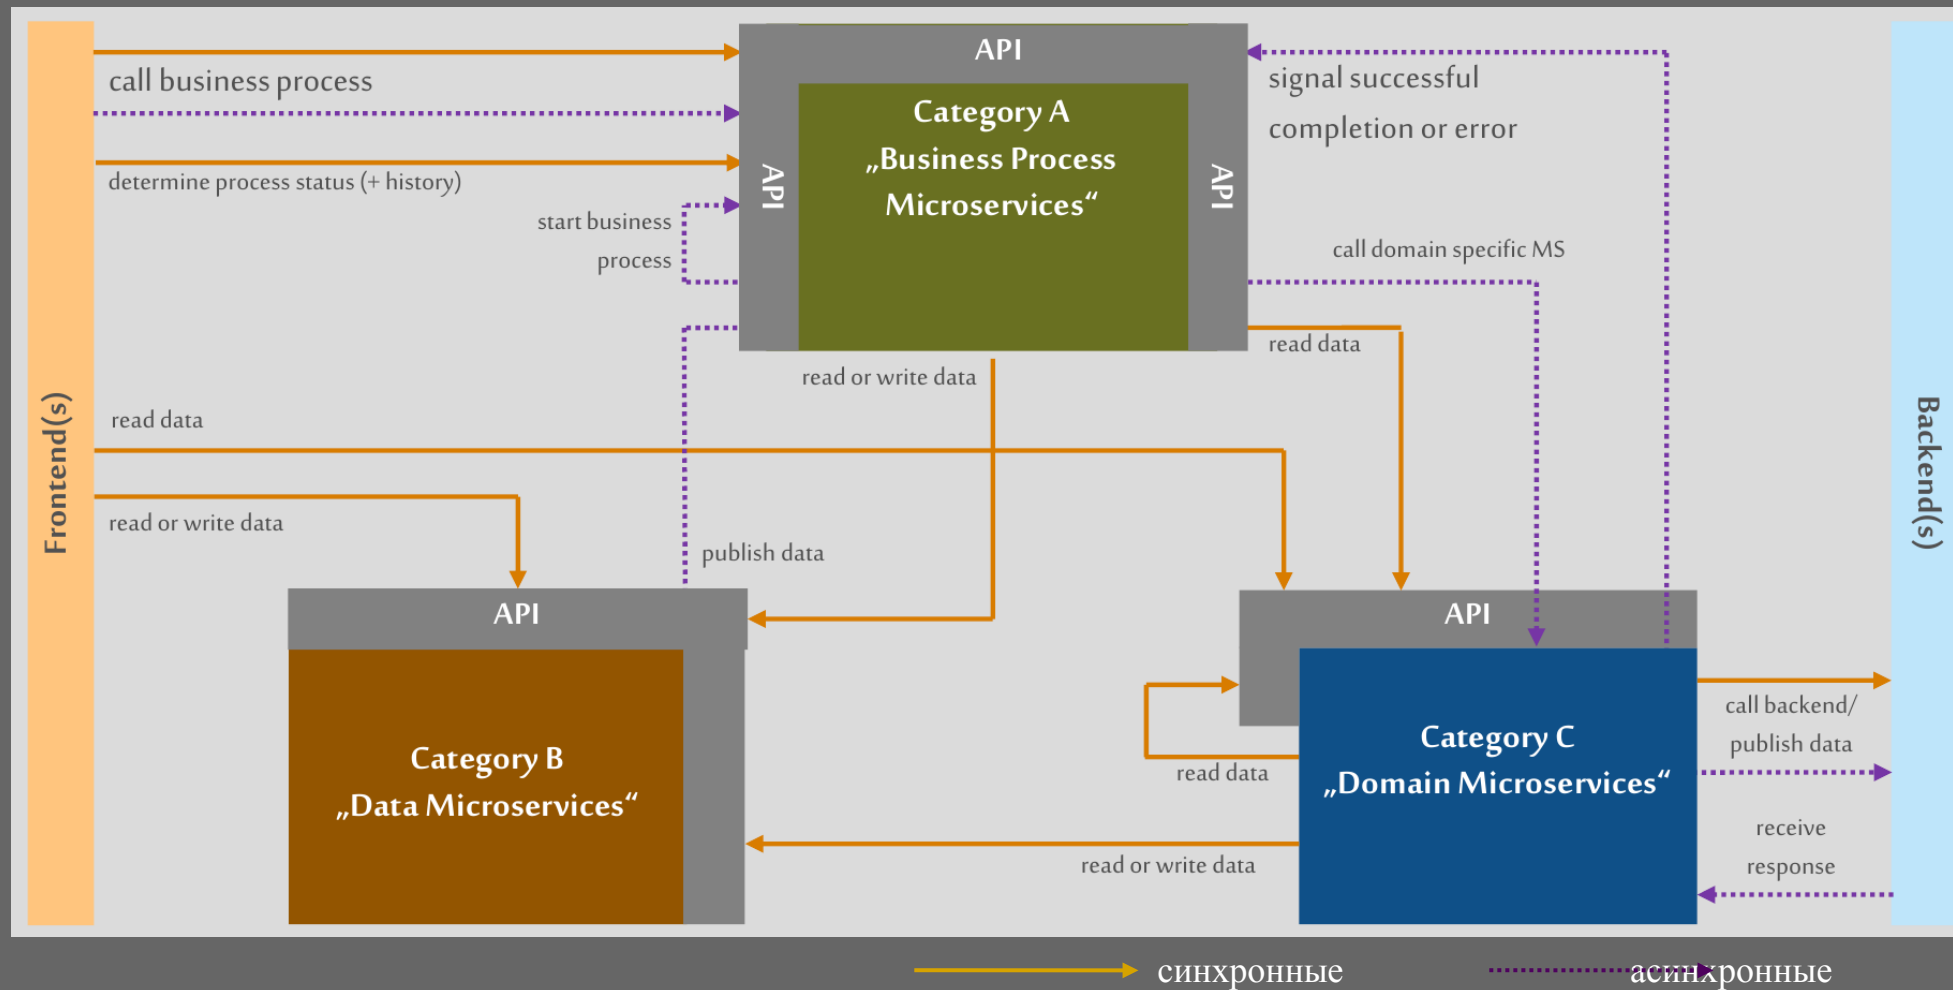 API
call business process
signal successful
completion or error
Category A
„Business Process
Microservices“
API
API
determine process status (+ history)
start business
process
call domain specific MS
read data
read or write data
Frontend(s)
Backend(s)
read data
read or write data
publish data
API
API
Category B
„Data Microservices“
Category C
„Domain Microservices“
call backend/
publish data
read data
receive
response
read or write data
синхронные
асинхронные